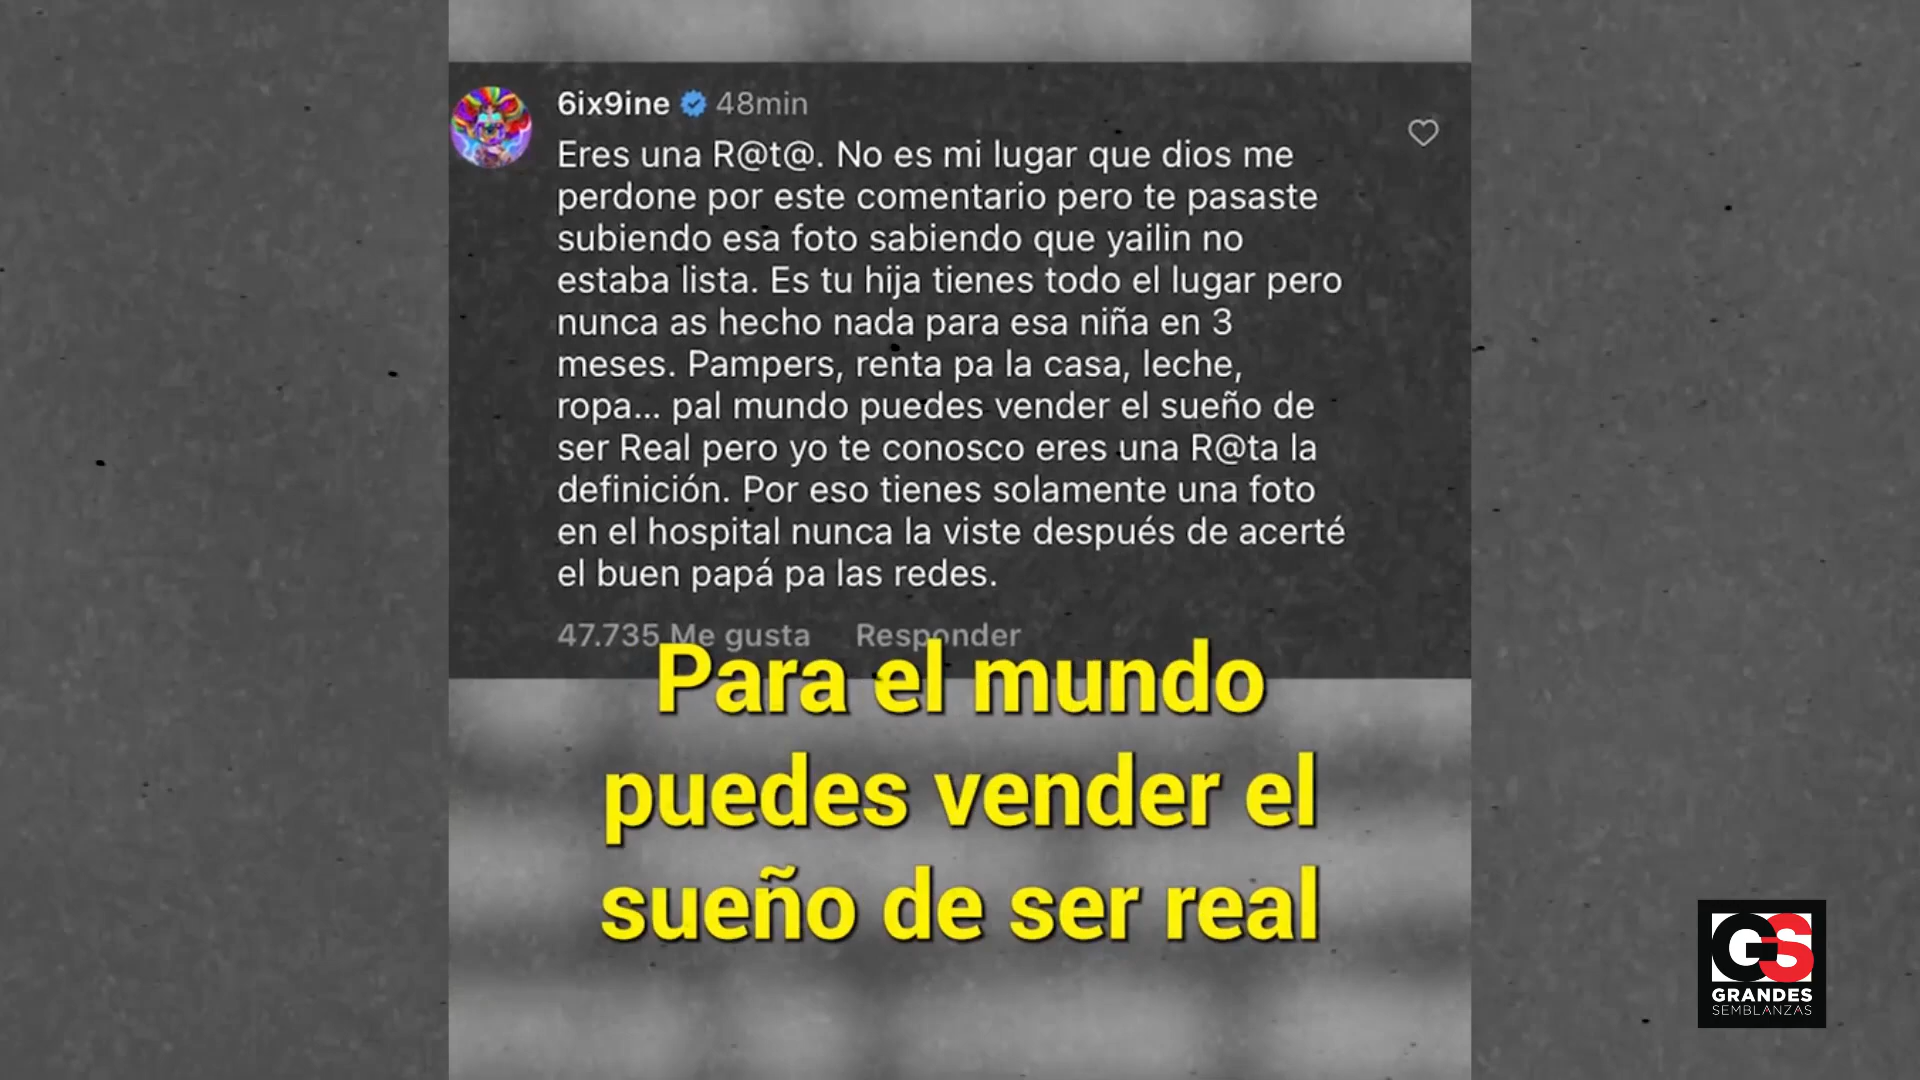 6ix9ine 48min
Eres una R@t@. No es mi lugar que dios me
perdone por este comentario pero te pasaste
subiendo esa foto sabiendo que yailin no
estaba lista. Es tu hija tienes todo el lugar pero
nunca as hecho nada para esa niña en 3
meses. Pampers, renta pa la casa, leche,
ropa... pal mundo puedes vender el sueño de
ser Real pero yo te conosco eres una R@ta la
definición. Por eso tienes solamente una foto
en el hospital nunca la viste después de acerté
el buen papá pa las redes.
47.735 Me gusta Responder
Para el mundo
puedes vender el
sueño de ser real
GS
GRANDES
SEMBLANZAS